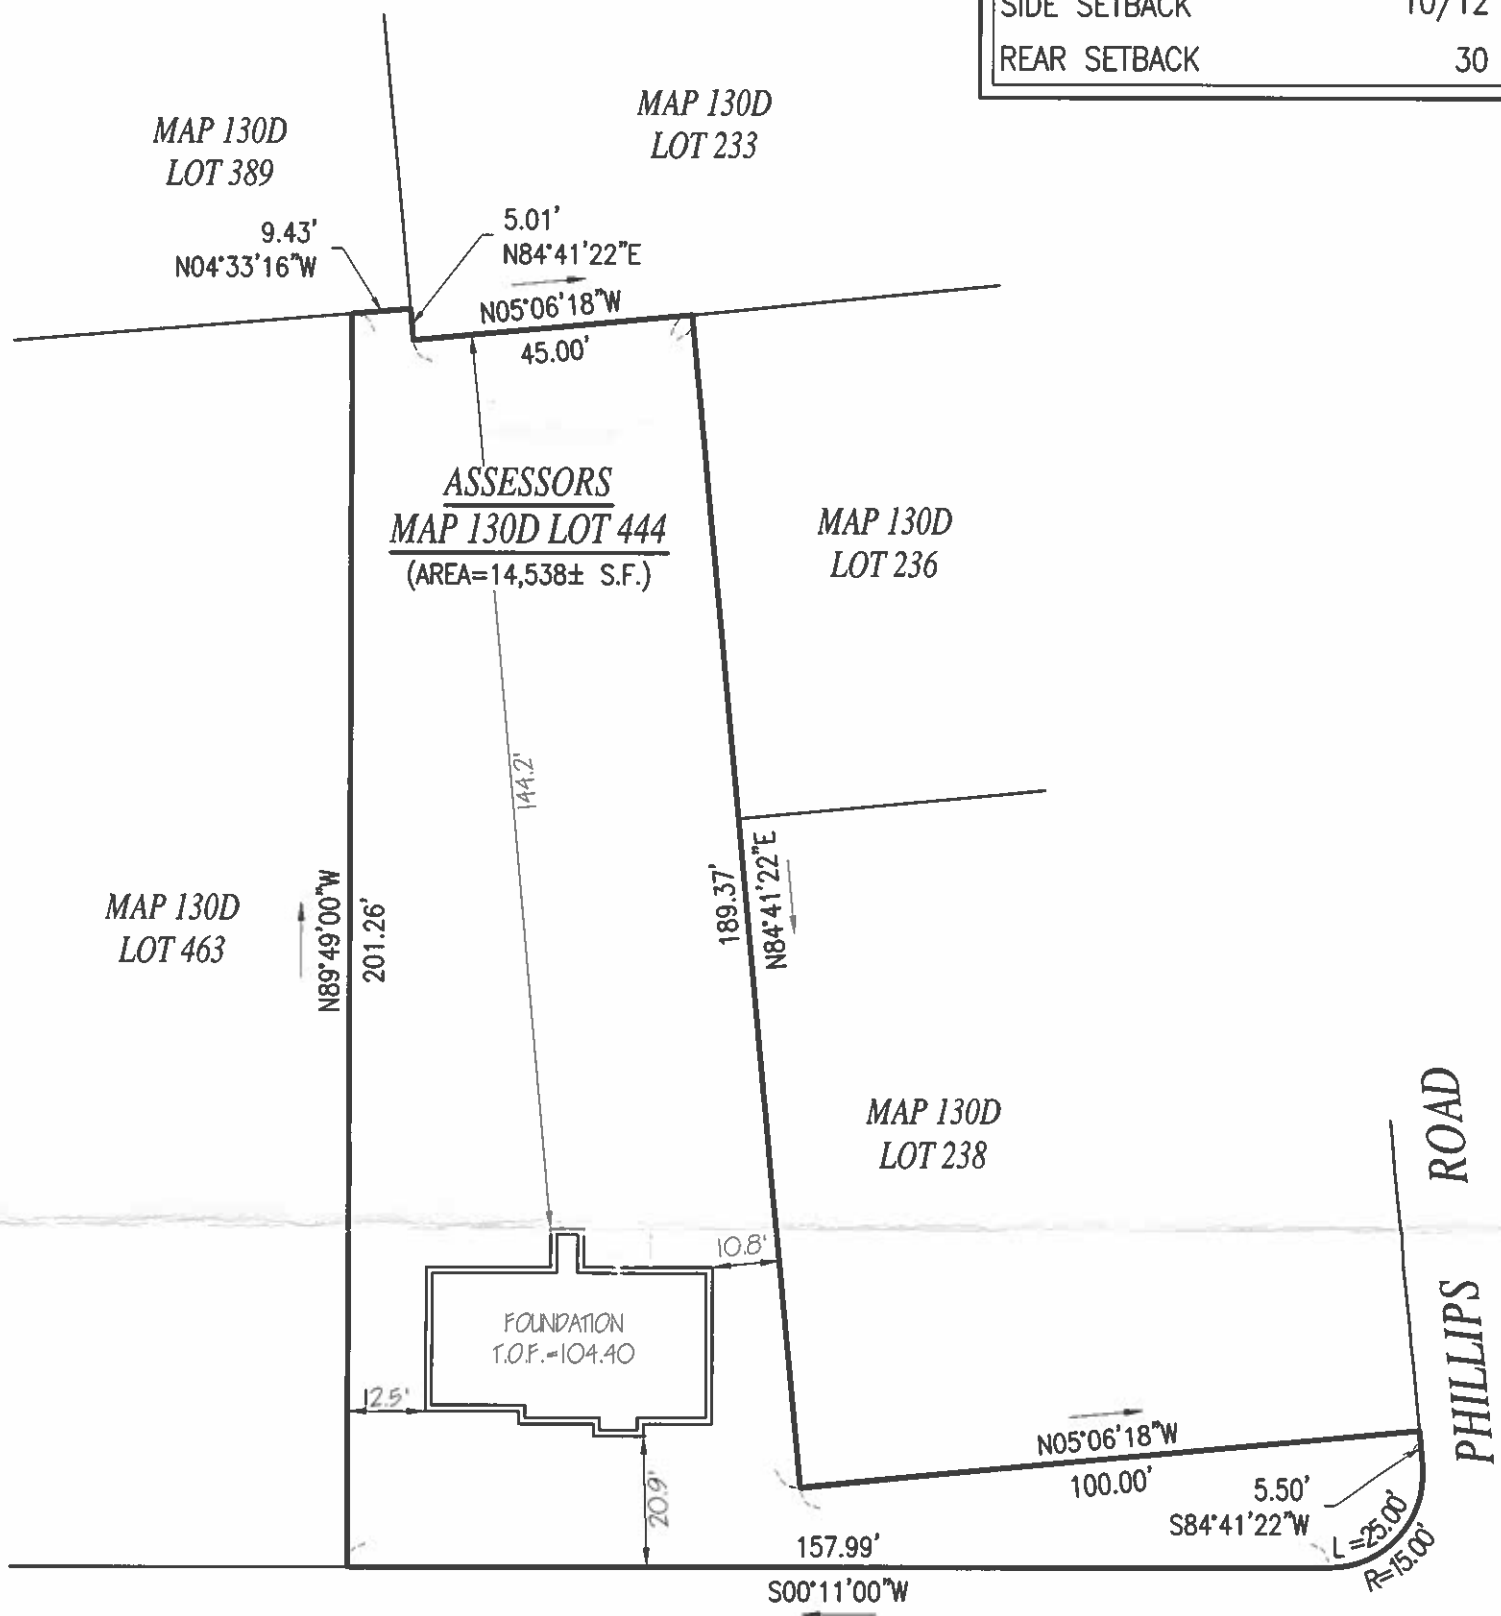 SIDE SETBACK 10/12
REAR SETBACK 30
MAP 130D
LOT 389
MAP 130D
LOT 233
9.43'
N04°33'16"W
5.01'
N84°41'22"E
N05°06'18"W
45.00'
ASSESSORS
MAP 130D LOT 444
(AREA=14,538± S.F.)
MAP 130D
LOT 236
144.2'
MAP 130D
LOT 463
N89°49'00"W
201.26'
189.37'
N84°41'22"E
MAP 130D
LOT 238
PHILLIPS ROAD
10.8'
FOUNDATION
T.O.F.=104.40
12.5'
20.9'
N05°06'18"W
100.00'
5.50'
S84°41'22"W
L=25.00'
R=15.00'
157.99'
S00°11'00"W